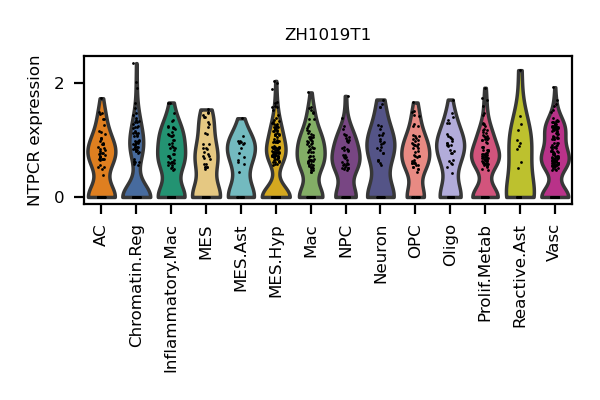 ZH1019T1
NTPCR expression
2
0
AC
Chromatin.Reg
Inflammatory.Mac
MES
MES.Ast
MES.Hyp
Mac
NPC
Neuron
OPC
Oligo
Prolif.Metab
Reactive.Ast
Vasc